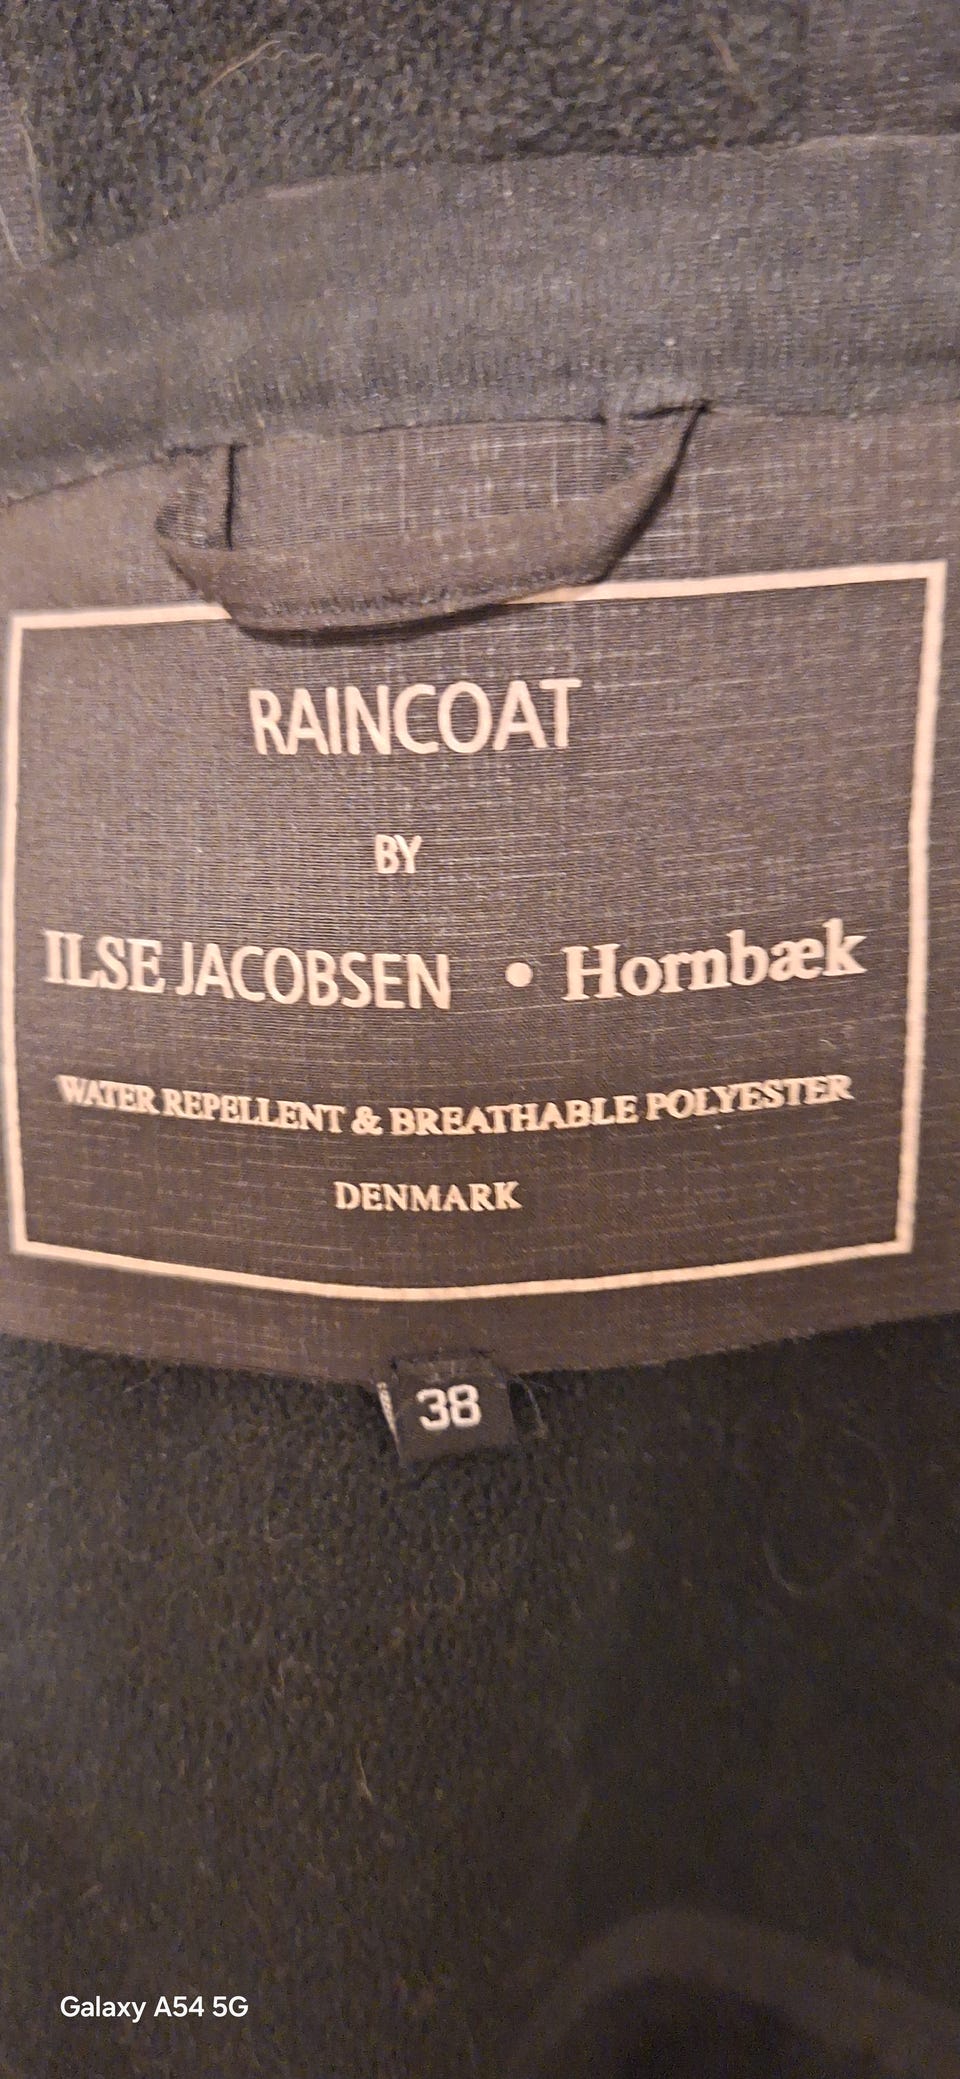 RAINCOAT
BY
ILSE JACOBSEN • Hornbæk
WATER REPELLENT & BREATHABLE POLYESTER
DENMARK
38
Galaxy A54 5G